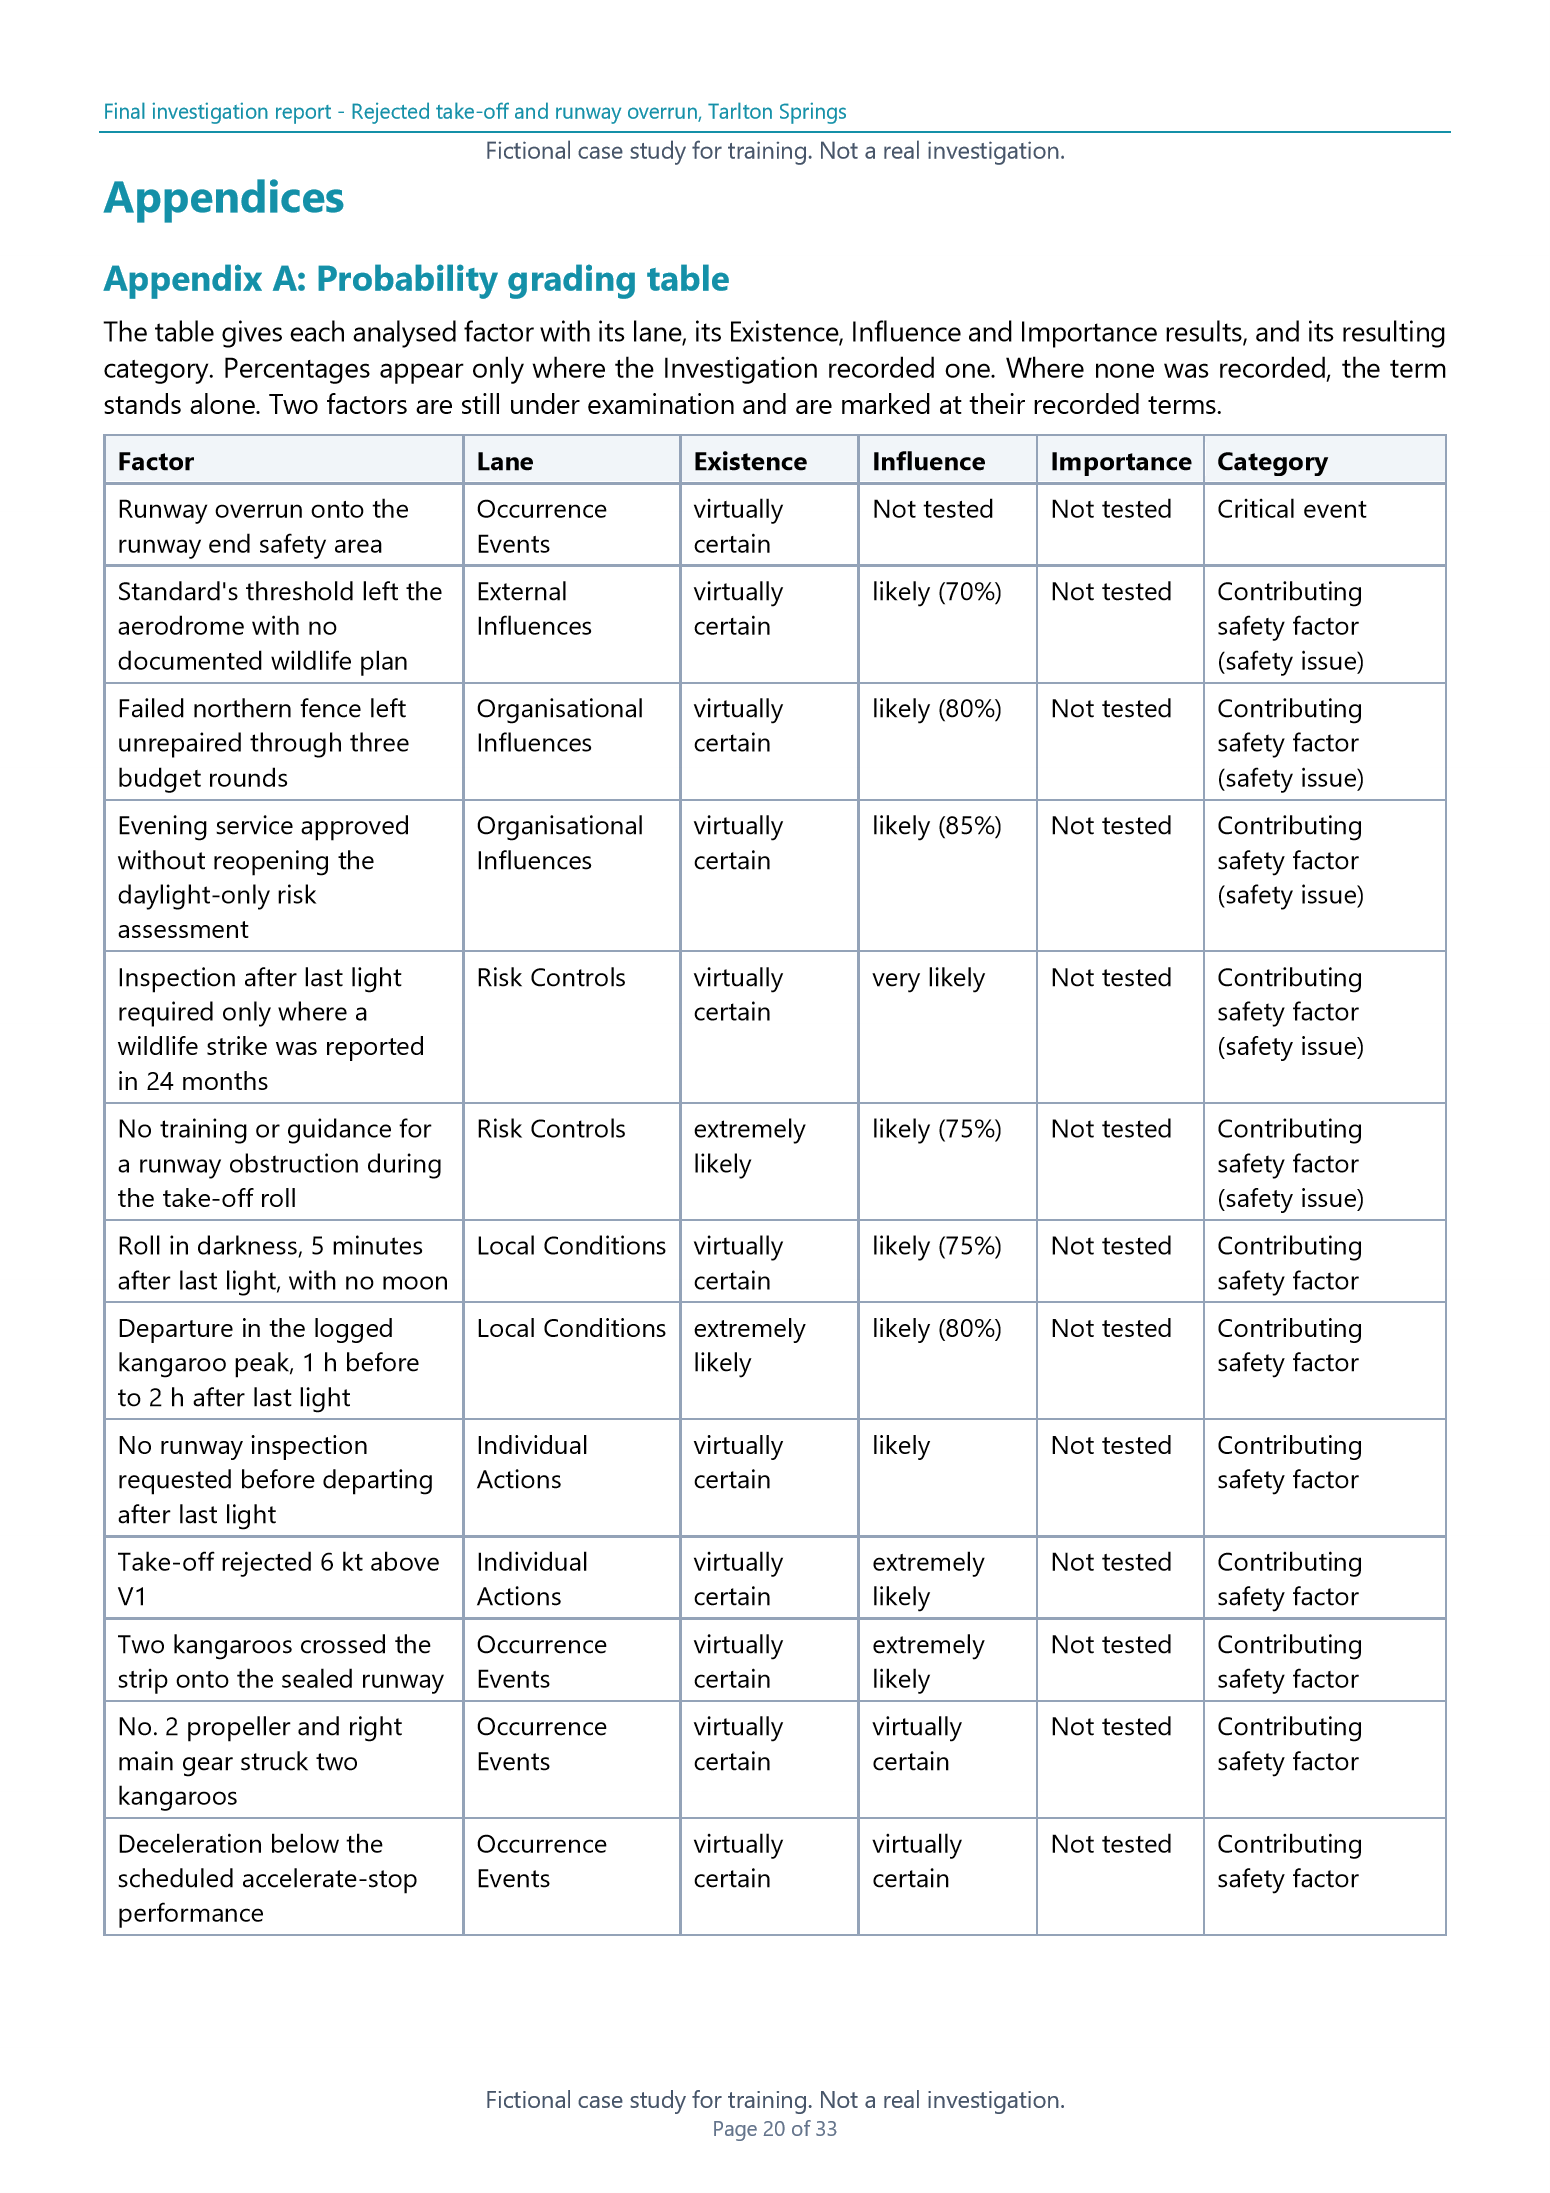 Final investigation report - Rejected take-off and runway overrun, Tarlton Springs
Fictional case study for training. Not a real investigation.
Appendices
Appendix A: Probability grading table
The table gives each analysed factor with its lane, its Existence, Influence and Importance results, and its resulting
category. Percentages appear only where the Investigation recorded one. Where none was recorded, the term
stands alone. Two factors are still under examination and are marked at their recorded terms.
Factor Lane Existence Influence Importance Category
Runway overrun onto the Occurrence virtually Not tested Not tested Critical event
runway end safety area Events certain
Standard's threshold left the External virtually likely (70%) Not tested Contributing
aerodrome with no Influences certain safety factor
documented wildlife plan (safety issue)
Failed northern fence left Organisational virtually likely (80%) Not tested Contributing
unrepaired through three Influences certain safety factor
budget rounds (safety issue)
Evening service approved Organisational virtually likely (85%) Not tested Contributing
without reopening the Influences certain safety factor
daylight-only risk (safety issue)
assessment
Inspection after last light Risk Controls virtually very likely Not tested Contributing
required only where a certain safety factor
wildlife strike was reported (safety issue)
in 24 months
No training or guidance for Risk Controls extremely likely (75%) Not tested Contributing
a runway obstruction during likely safety factor
the take-off roll (safety issue)
Roll in darkness, 5 minutes Local Conditions virtually likely (75%) Not tested Contributing
after last light, with no moon certain safety factor
Departure in the logged Local Conditions extremely likely (80%) Not tested Contributing
kangaroo peak, 1 h before likely safety factor
to 2 h after last light
No runway inspection Individual virtually likely Not tested Contributing
requested before departing Actions certain safety factor
after last light
Take-off rejected 6 kt above Individual virtually extremely Not tested Contributing
V1 Actions certain likely safety factor
Two kangaroos crossed the Occurrence virtually extremely Not tested Contributing
strip onto the sealed runway Events certain likely safety factor
No. 2 propeller and right Occurrence virtually virtually Not tested Contributing
main gear struck two Events certain certain safety factor
kangaroos
Deceleration below the Occurrence virtually virtually Not tested Contributing
scheduled accelerate-stop Events certain certain safety factor
performance
Fictional case study for training. Not a real investigation.
Page 20 of 33